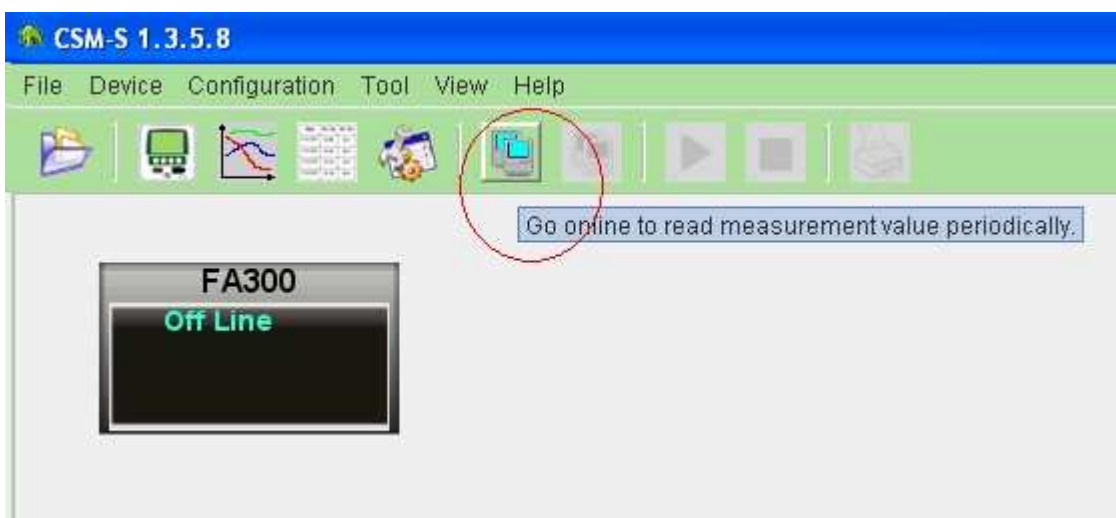 CSM-S 1.3.5.8
File Device Configuration Tool View Help
Go online to read measurement value periodically.
FA300
Off Line